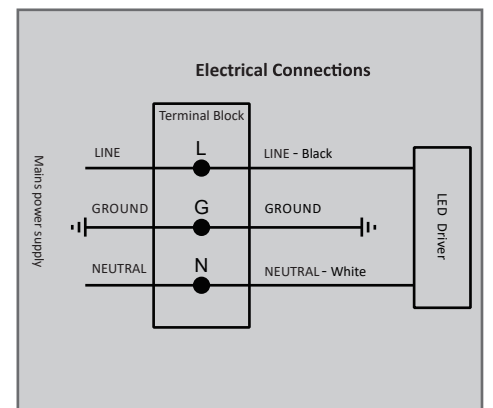 Electrical Connections
Terminal Block
LINE L LINE - Black
GROUND G GROUND
NEUTRAL N NEUTRAL - White
Mains power supply
LED Driver